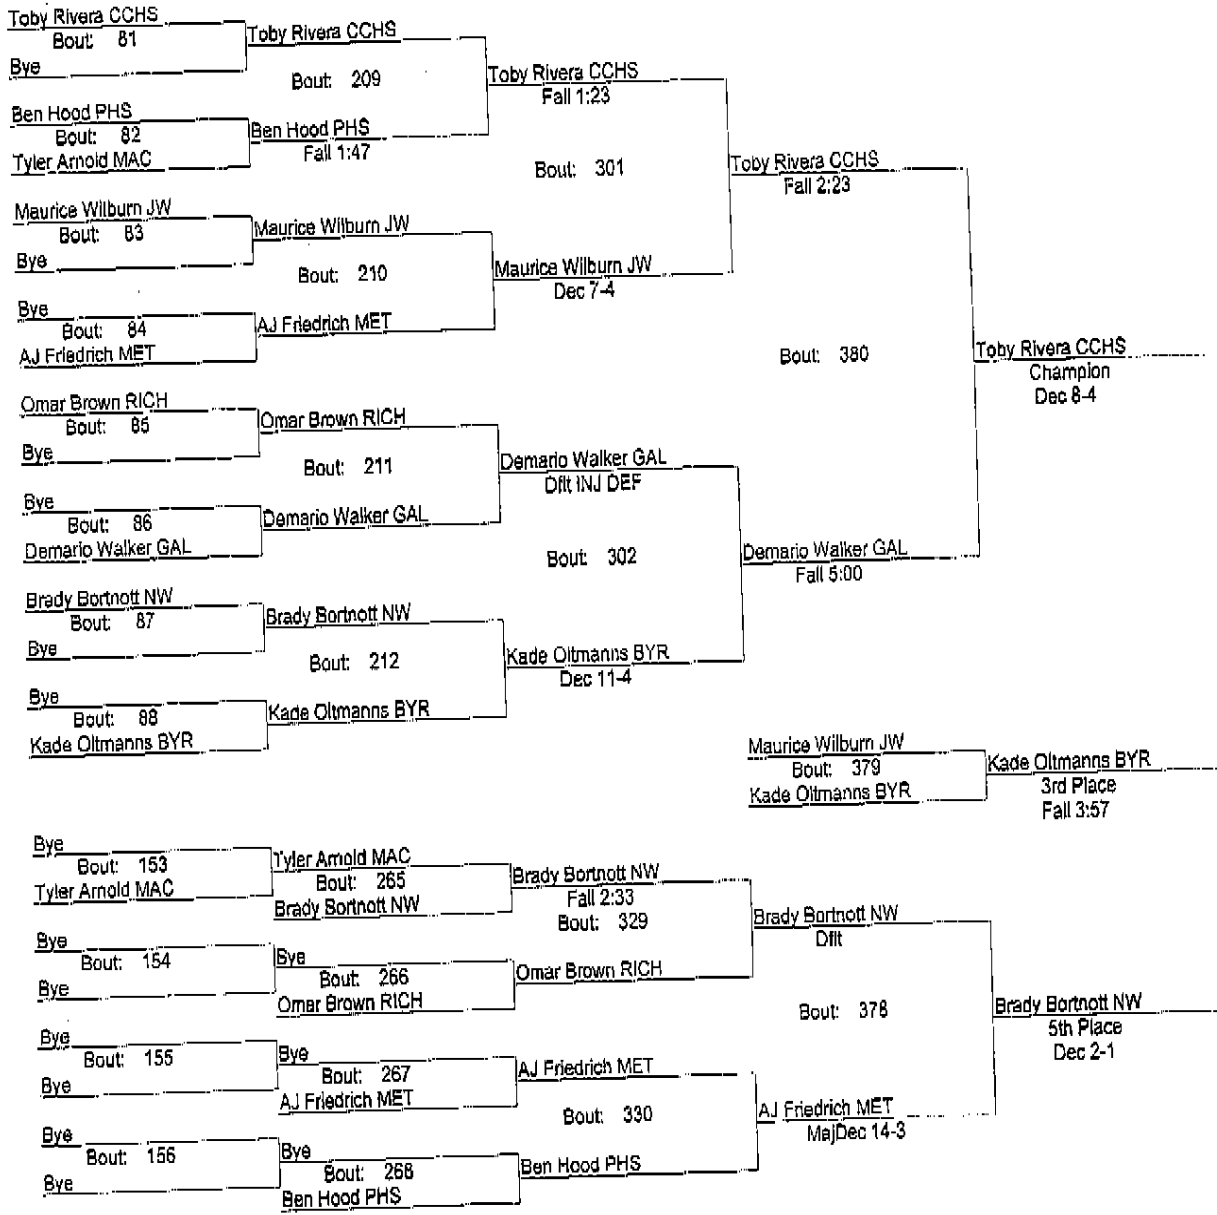 Toby Rivera CCHS
Bout: 81
Bye
Toby Rivera CCHS
Bout: 209
Ben Hood PHS
Bout: 82
Tyler Arnold MAC
Ben Hood PHS
Fall 1:47
Toby Rivera CCHS
Fall 1:23
Bout: 301
Maurice Wilburn JW
Bout: 83
Bye
Maurice Wilburn JW
Bout: 210
Bye
Bout: 84
AJ Friedrich MET
AJ Friedrich MET
Maurice Wilburn JW
Dec 7-4
Toby Rivera CCHS
Fall 2:23
Bout: 380
Toby Rivera CCHS
Champion
Dec 8-4
Omar Brown RICH
Bout: 85
Bye
Omar Brown RICH
Bout: 211
Bye
Bout: 86
Demario Walker GAL
Demario Walker GAL
Demario Walker GAL
Dflt INJ DEF
Bout: 302
Brady Bortnott NW
Bout: 87
Bye
Brady Bortnott NW
Bout: 212
Bye
Bout: 88
Kade Oltmanns BYR
Kade Oltmanns BYR
Kade Oltmanns BYR
Dec 11-4
Demario Walker GAL
Fall 5:00
Maurice Wilburn JW
Bout: 379
Kade Oltmanns BYR
Kade Oltmanns BYR
3rd Place
Fall 3:57
Bye
Bout: 153
Tyler Arnold MAC
Tyler Arnold MAC
Bout: 265
Brady Bortnott NW
Brady Bortnott NW
Fall 2:33
Bout: 329
Bye
Bout: 154
Bye
Bye
Bout: 266
Omar Brown RICH
Omar Brown RICH
Brady Bortnott NW
Dflt
Bout: 378
Brady Bortnott NW
5th Place
Dec 2-1
Bye
Bout: 155
Bye
Bye
Bout: 267
AJ Friedrich MET
AJ Friedrich MET
Bout: 330
Bye
Bout: 156
Bye
Bye
Bout: 268
Ben Hood PHS
Ben Hood PHS
AJ Friedrich MET
MajDec 14-3